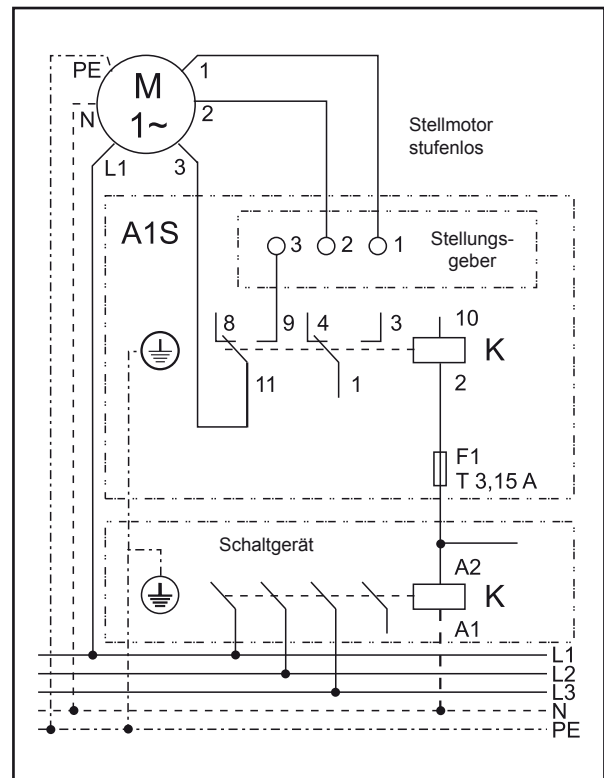 PE
1
M
1~
N
2
L1
3
Stellmotor
stufenlos
A1S
3 2 1
Stellungs-
geber
8 9 4 3 10
K
11 1 2
F1
T 3,15 A
Schaltgerät
A2
K
A1
L1
L2
L3
N
PE